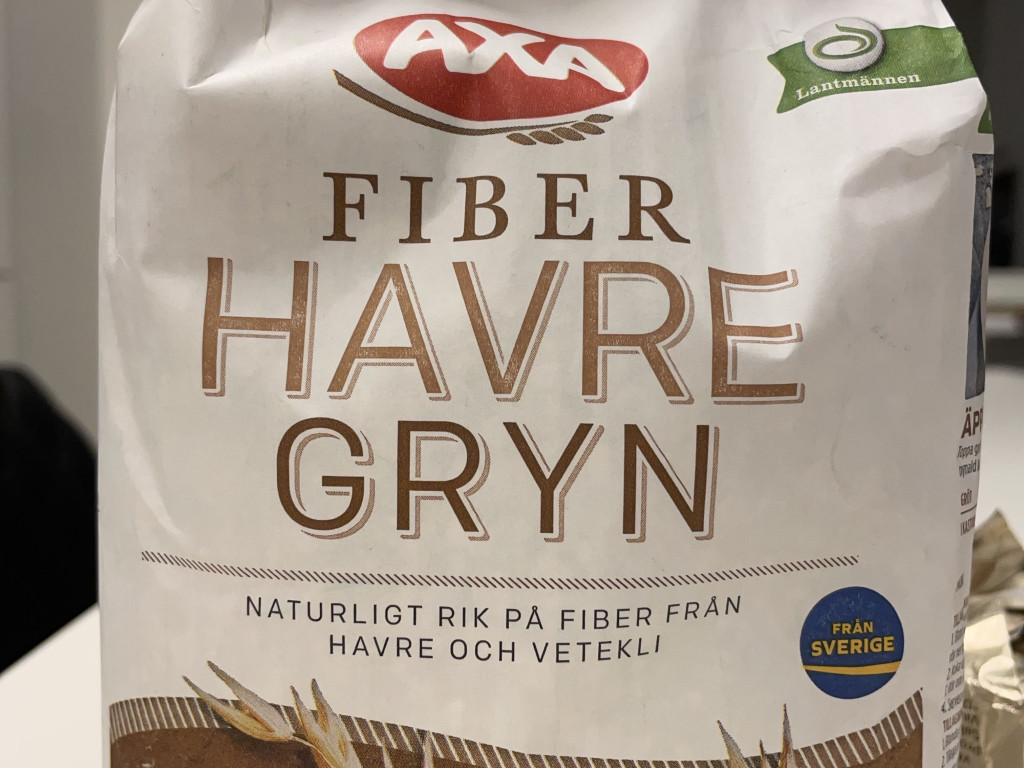 AXA
Lantmännen
FIBER
HAVRE
GRYN
NATURLIGT RIK PÅ FIBER FRÅN
HAVRE OCH VETEKLI
FRÅN
SVERIGE